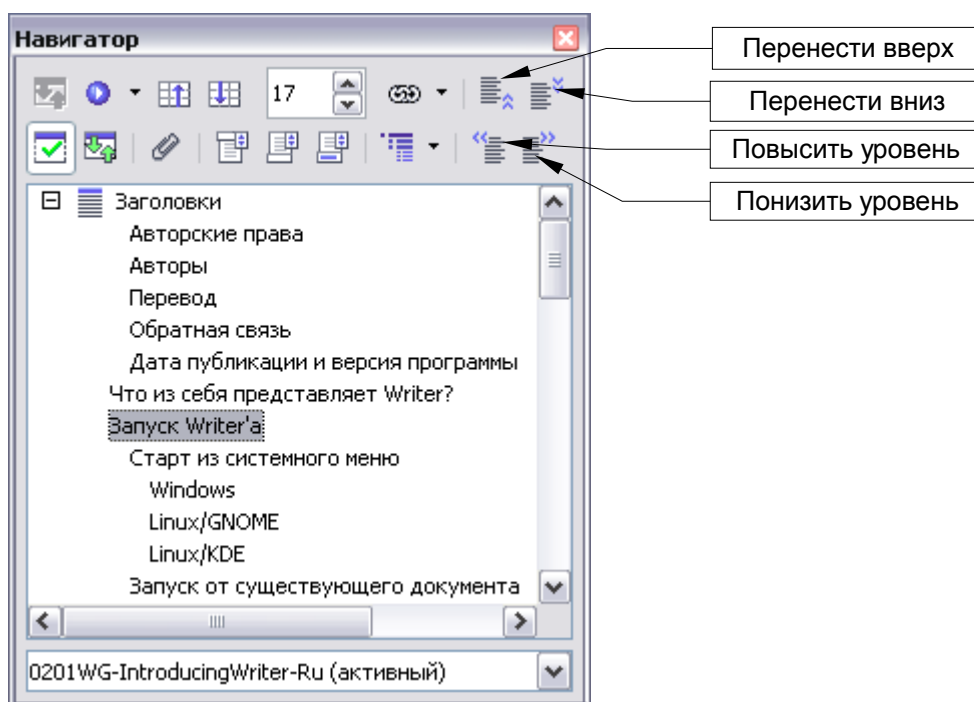 Навигатор
17
Перенести вверх
Перенести вниз
Повысить уровень
Понизить уровень
Заголовки
Авторские права
Авторы
Перевод
Обратная связь
Дата публикации и версия программы
Что из себя представляет Writer?
Запуск Writer'а
Старт из системного меню
Windows
Linux/GNOME
Linux/KDE
Запуск от существующего документа
0201WG-IntroducingWriter-Ru (активный)